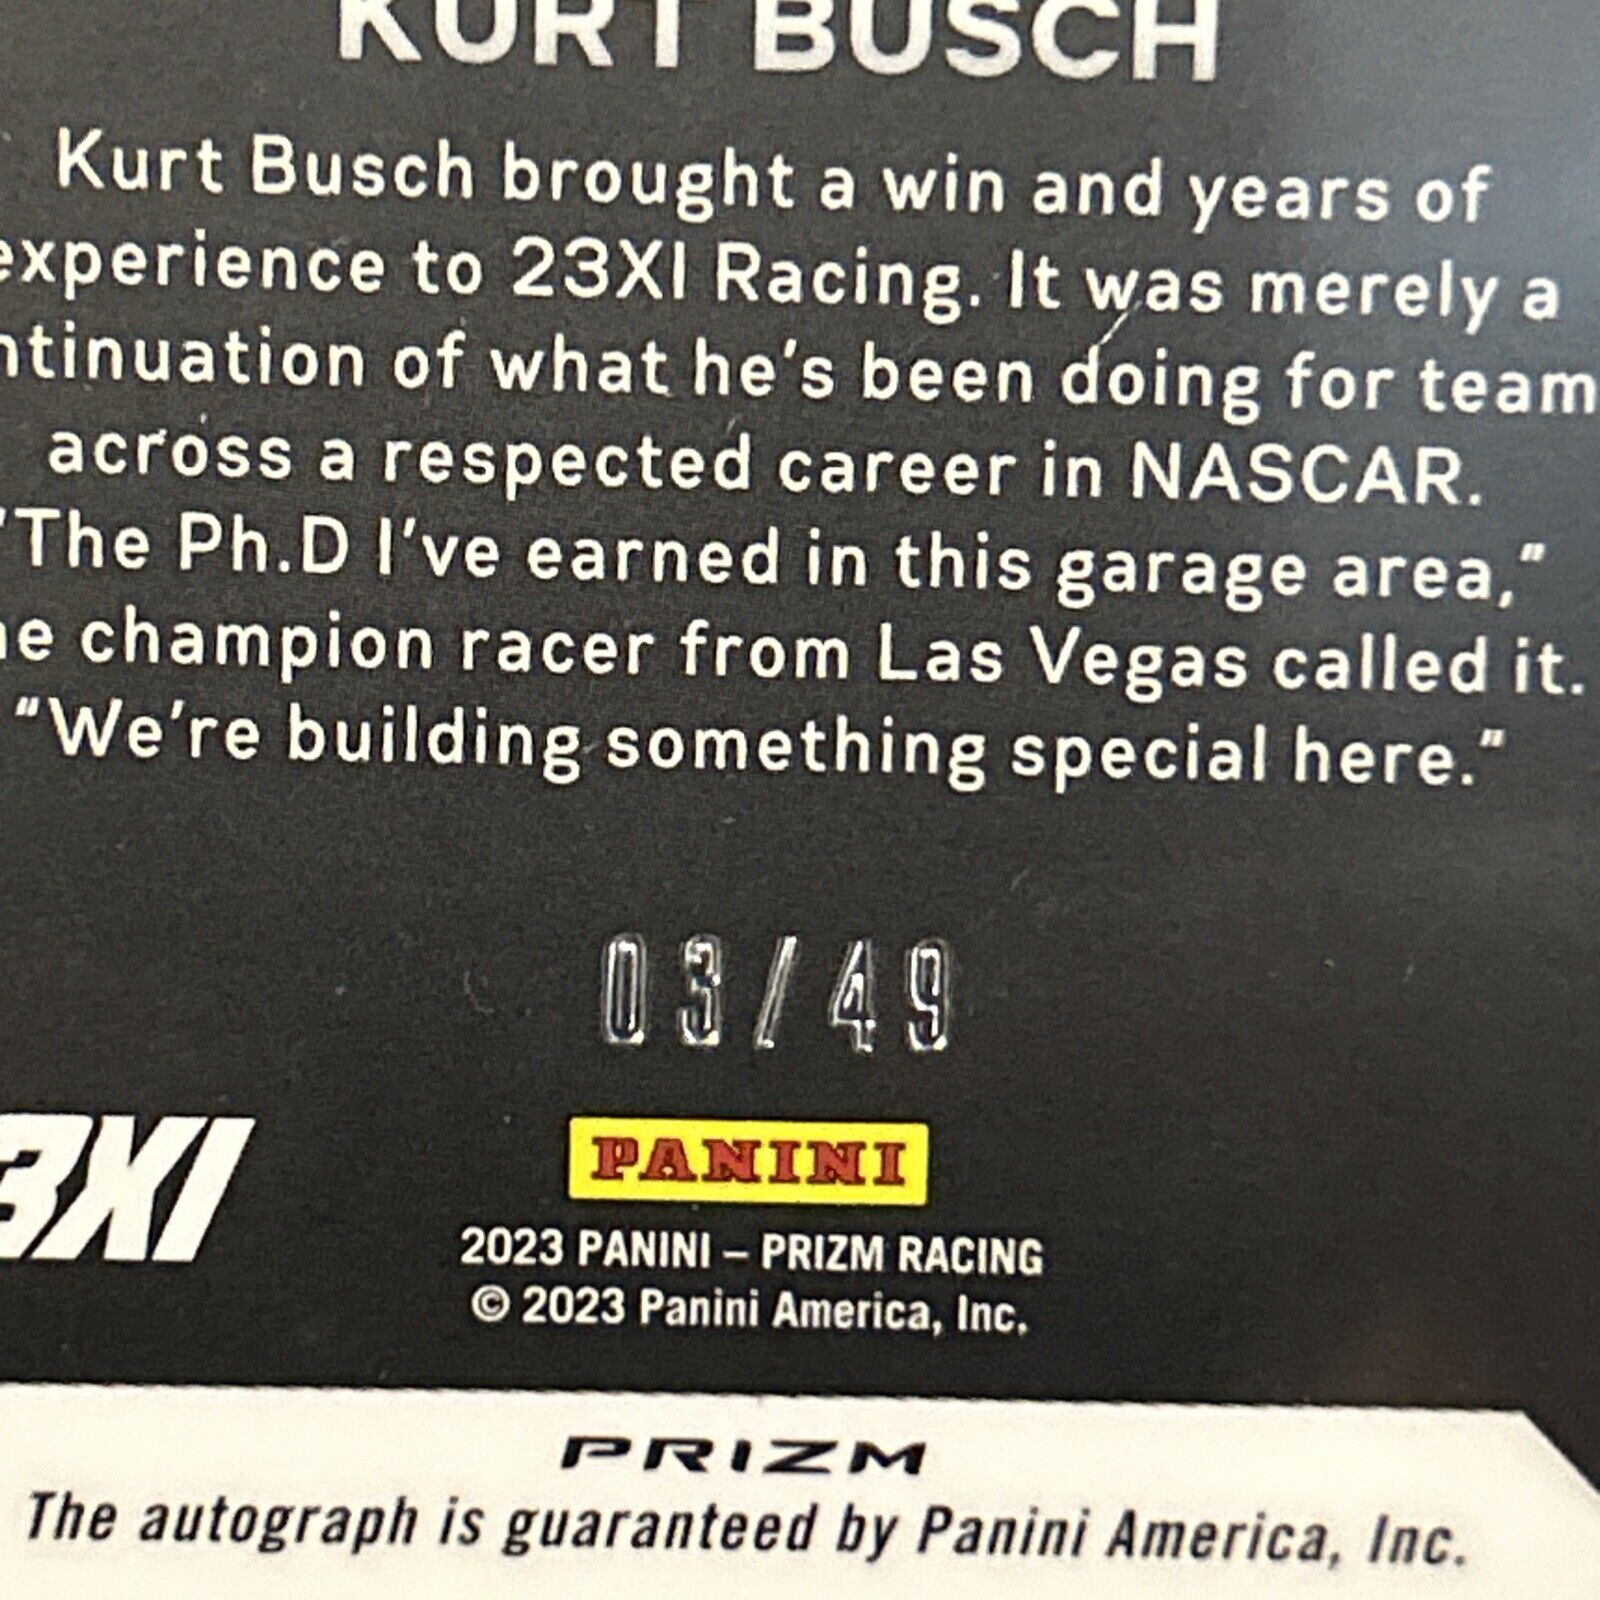 KURT BUSCH
Kurt Busch brought a win and years of
experience to 23XI Racing. It was merely a
ntinuation of what he's been doing for team
across a respected career in NASCAR.
"The Ph.D I've earned in this garage area,"
he champion racer from Las Vegas called it.
"We're building something special here."
03/49
3XI
PANINI
2023 PANINI – PRIZM RACING
© 2023 Panini America, Inc.
PRIZM
The autograph is guaranteed by Panini America, Inc.